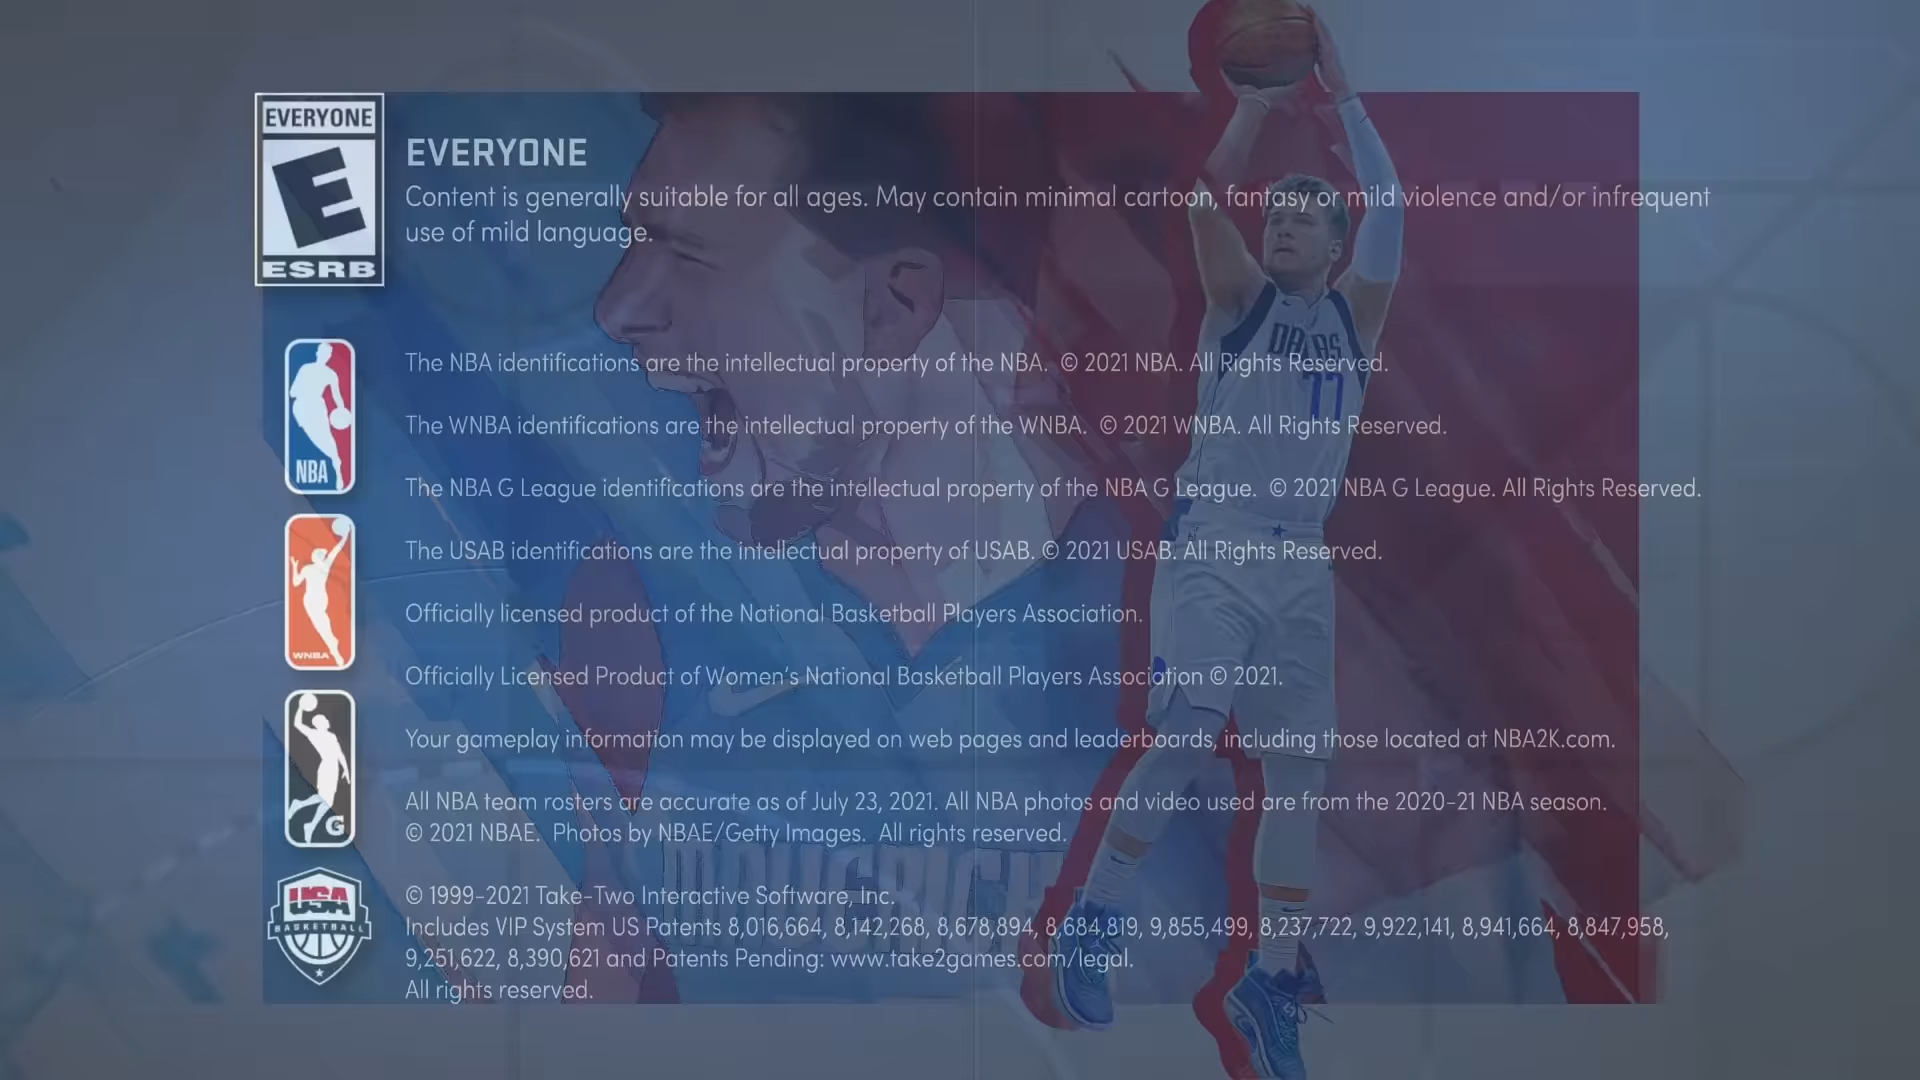 EVERYONE
E
ESRB
EVERYONE
Content is generally suitable for all ages. May contain minimal cartoon, fantasy or mild violence and/or infrequent
use of mild language.
NBA
The NBA identifications are the intellectual property of the NBA. © 2021 NBA. All Rights Reserved.
DALLAS
77
The WNBA identifications are the intellectual property of the WNBA. © 2021 WNBA. All Rights Reserved.
The NBA G League identifications are the intellectual property of the NBA G League. © 2021 NBA G League. All Rights Reserved.
WNBA
The USAB identifications are the intellectual property of USAB. © 2021 USAB. All Rights Reserved.
Officially licensed product of the National Basketball Players Association.
Officially Licensed Product of Women's National Basketball Players Association © 2021.
G
Your gameplay information may be displayed on web pages and leaderboards, including those located at NBA2K.com.
All NBA team rosters are accurate as of July 23, 2021. All NBA photos and video used are from the 2020-21 NBA season.
© 2021 NBAE. Photos by NBAE/Getty Images. All rights reserved.
MAVERICK
USA
BASKETBALL
© 1999-2021 Take-Two Interactive Software, Inc.
Includes VIP System US Patents 8,016,664, 8,142,268, 8,678,894, 8,684,819, 9,855,499, 8,237,722, 9,922,141, 8,941,664, 8,847,958,
9,251,622, 8,390,621 and Patents Pending: www.take2games.com/legal.
All rights reserved.